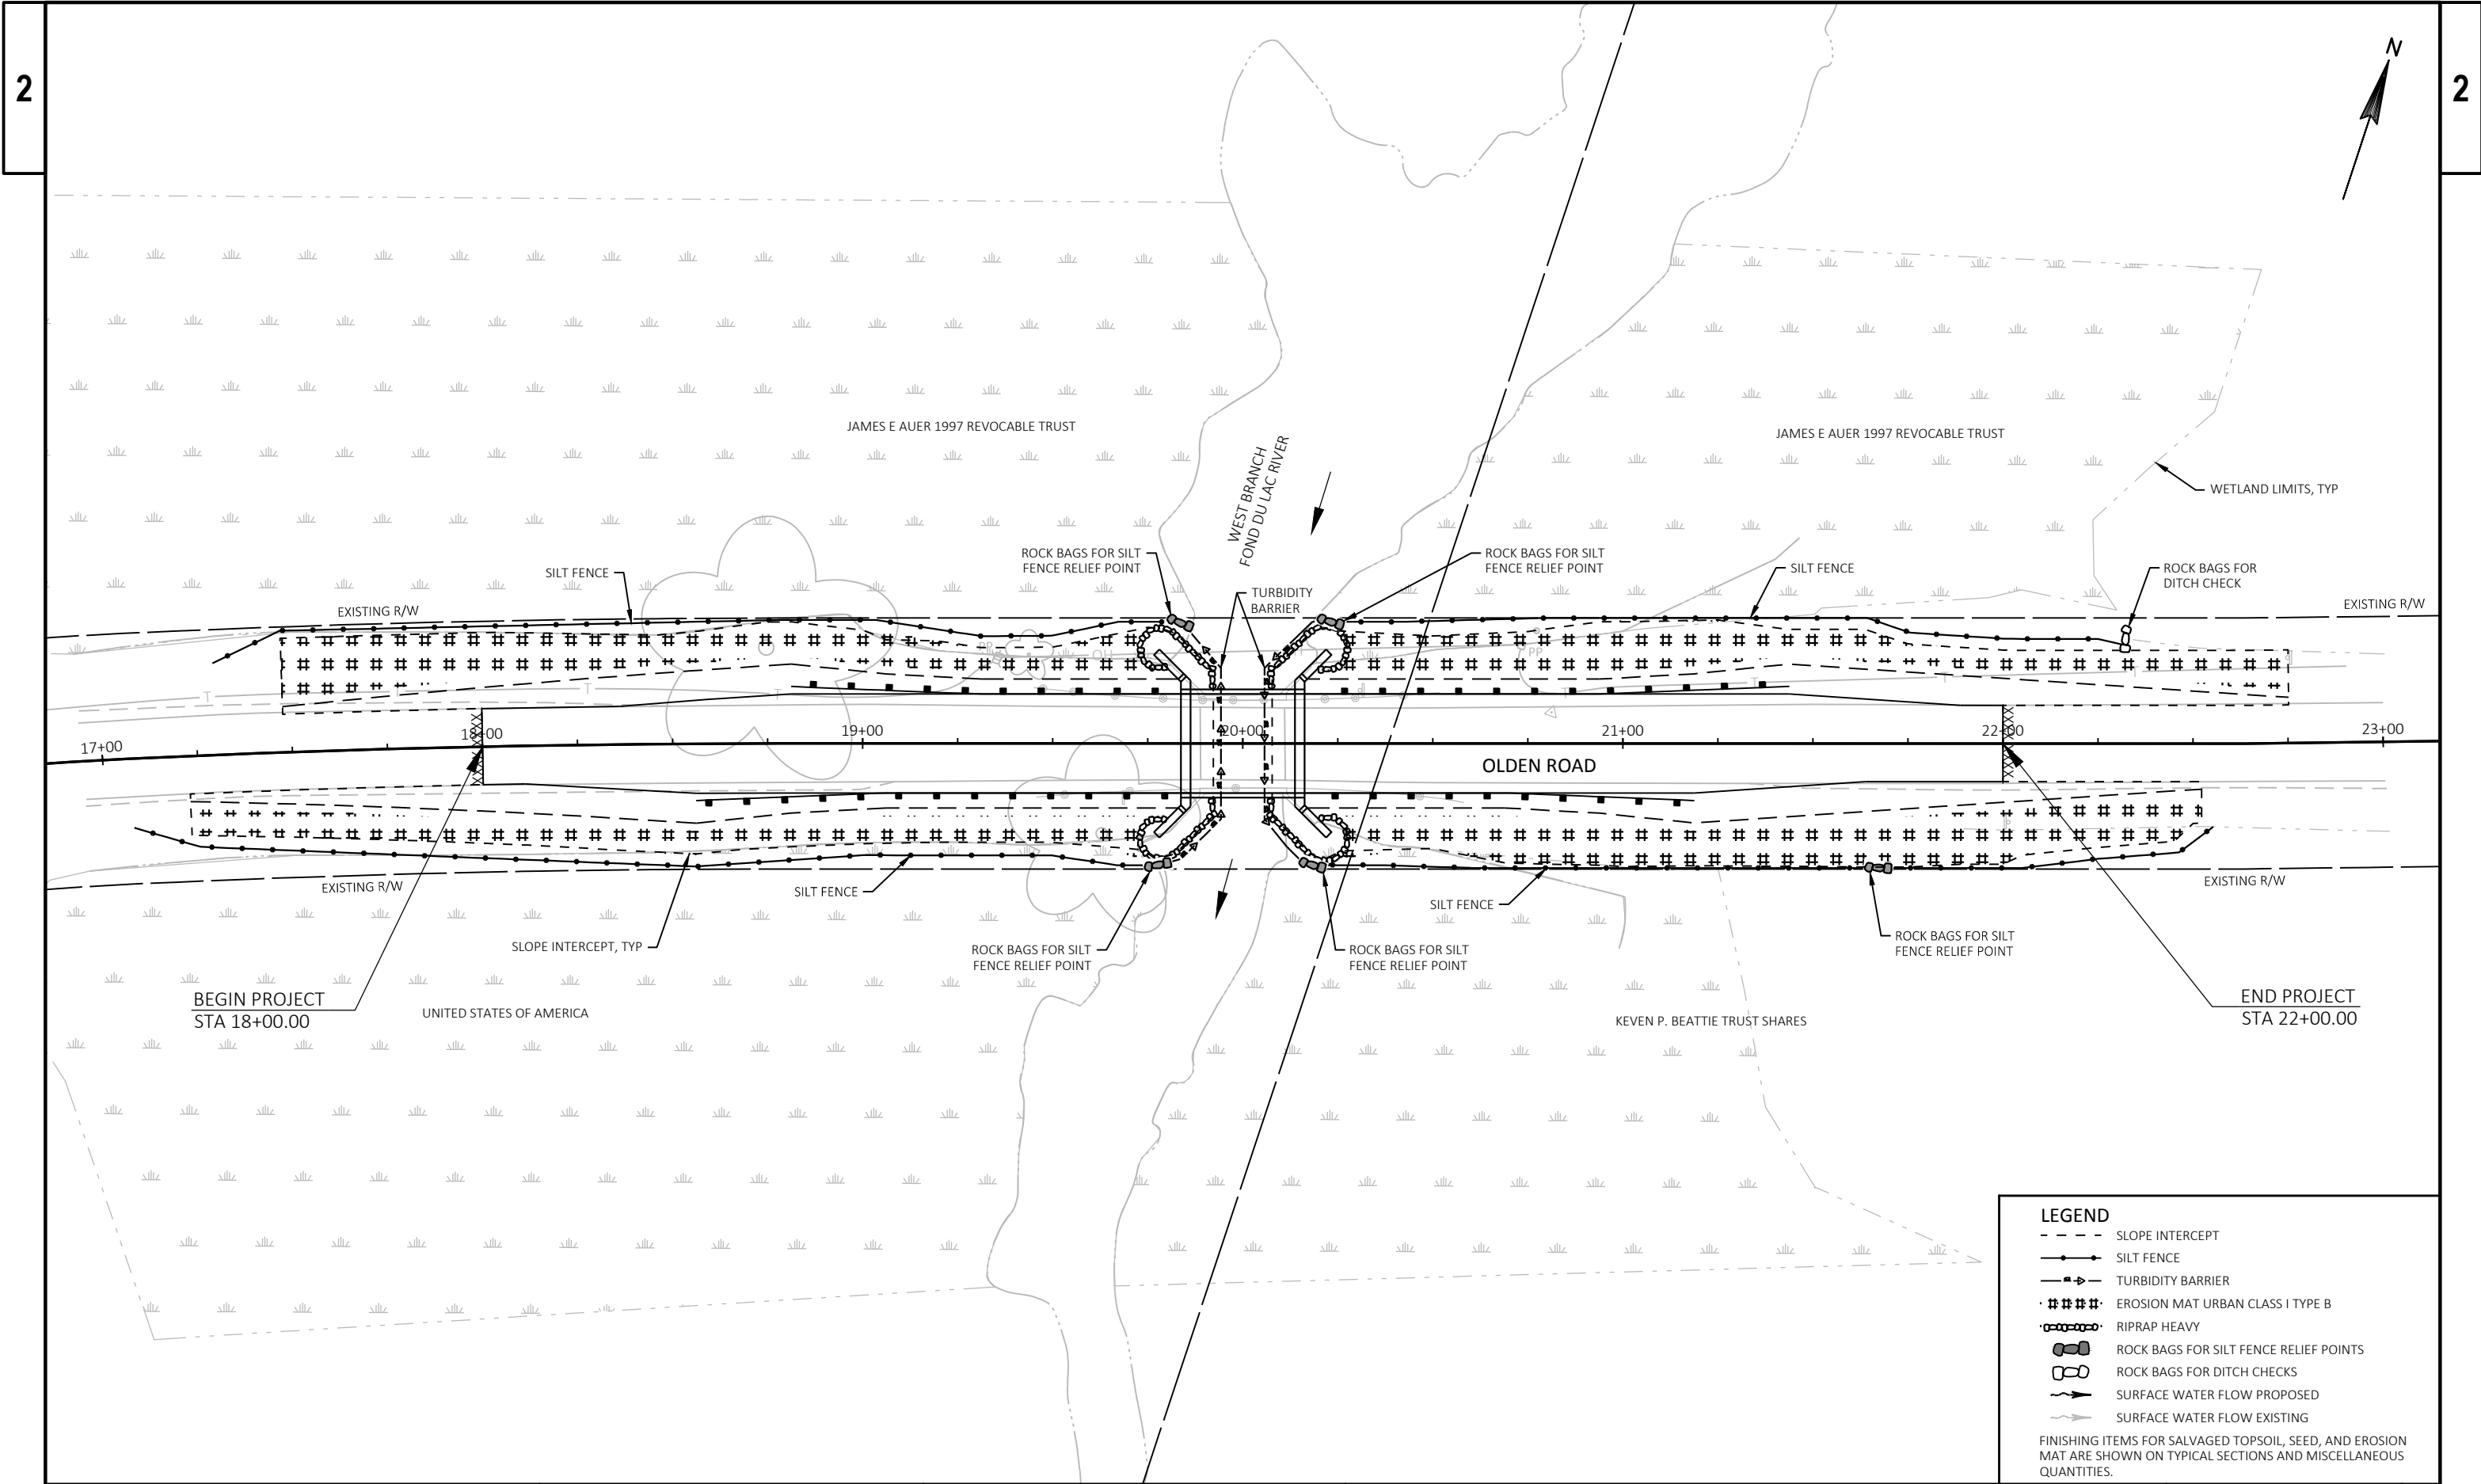 2
2
N
JAMES E AUER 1997 REVOCABLE TRUST
JAMES E AUER 1997 REVOCABLE TRUST
WEST BRANCH
FOND DU LAC RIVER
WETLAND LIMITS, TYP
SILT FENCE
ROCK BAGS FOR SILT
FENCE RELIEF POINT
TURBIDITY
BARRIER
ROCK BAGS FOR SILT
FENCE RELIEF POINT
SILT FENCE
ROCK BAGS FOR
DITCH CHECK
EXISTING R/W
EXISTING R/W
PP
OH
PP
T
T
T
T
T
T
17+00
18+00
19+00
20+00
21+00
22+00
23+00
OLDEN ROAD
EXISTING R/W
SILT FENCE
SILT FENCE
EXISTING R/W
SLOPE INTERCEPT, TYP
ROCK BAGS FOR SILT
FENCE RELIEF POINT
ROCK BAGS FOR SILT
FENCE RELIEF POINT
ROCK BAGS FOR SILT
FENCE RELIEF POINT
BEGIN PROJECT
STA 18+00.00
UNITED STATES OF AMERICA
KEVEN P. BEATTIE TRUST SHARES
END PROJECT
STA 22+00.00
LEGEND
SLOPE INTERCEPT
SILT FENCE
TURBIDITY BARRIER
EROSION MAT URBAN CLASS I TYPE B
RIPRAP HEAVY
ROCK BAGS FOR SILT FENCE RELIEF POINTS
ROCK BAGS FOR DITCH CHECKS
SURFACE WATER FLOW PROPOSED
SURFACE WATER FLOW EXISTING
FINISHING ITEMS FOR SALVAGED TOPSOIL, SEED, AND EROSION
MAT ARE SHOWN ON TYPICAL SECTIONS AND MISCELLANEOUS
QUANTITIES.